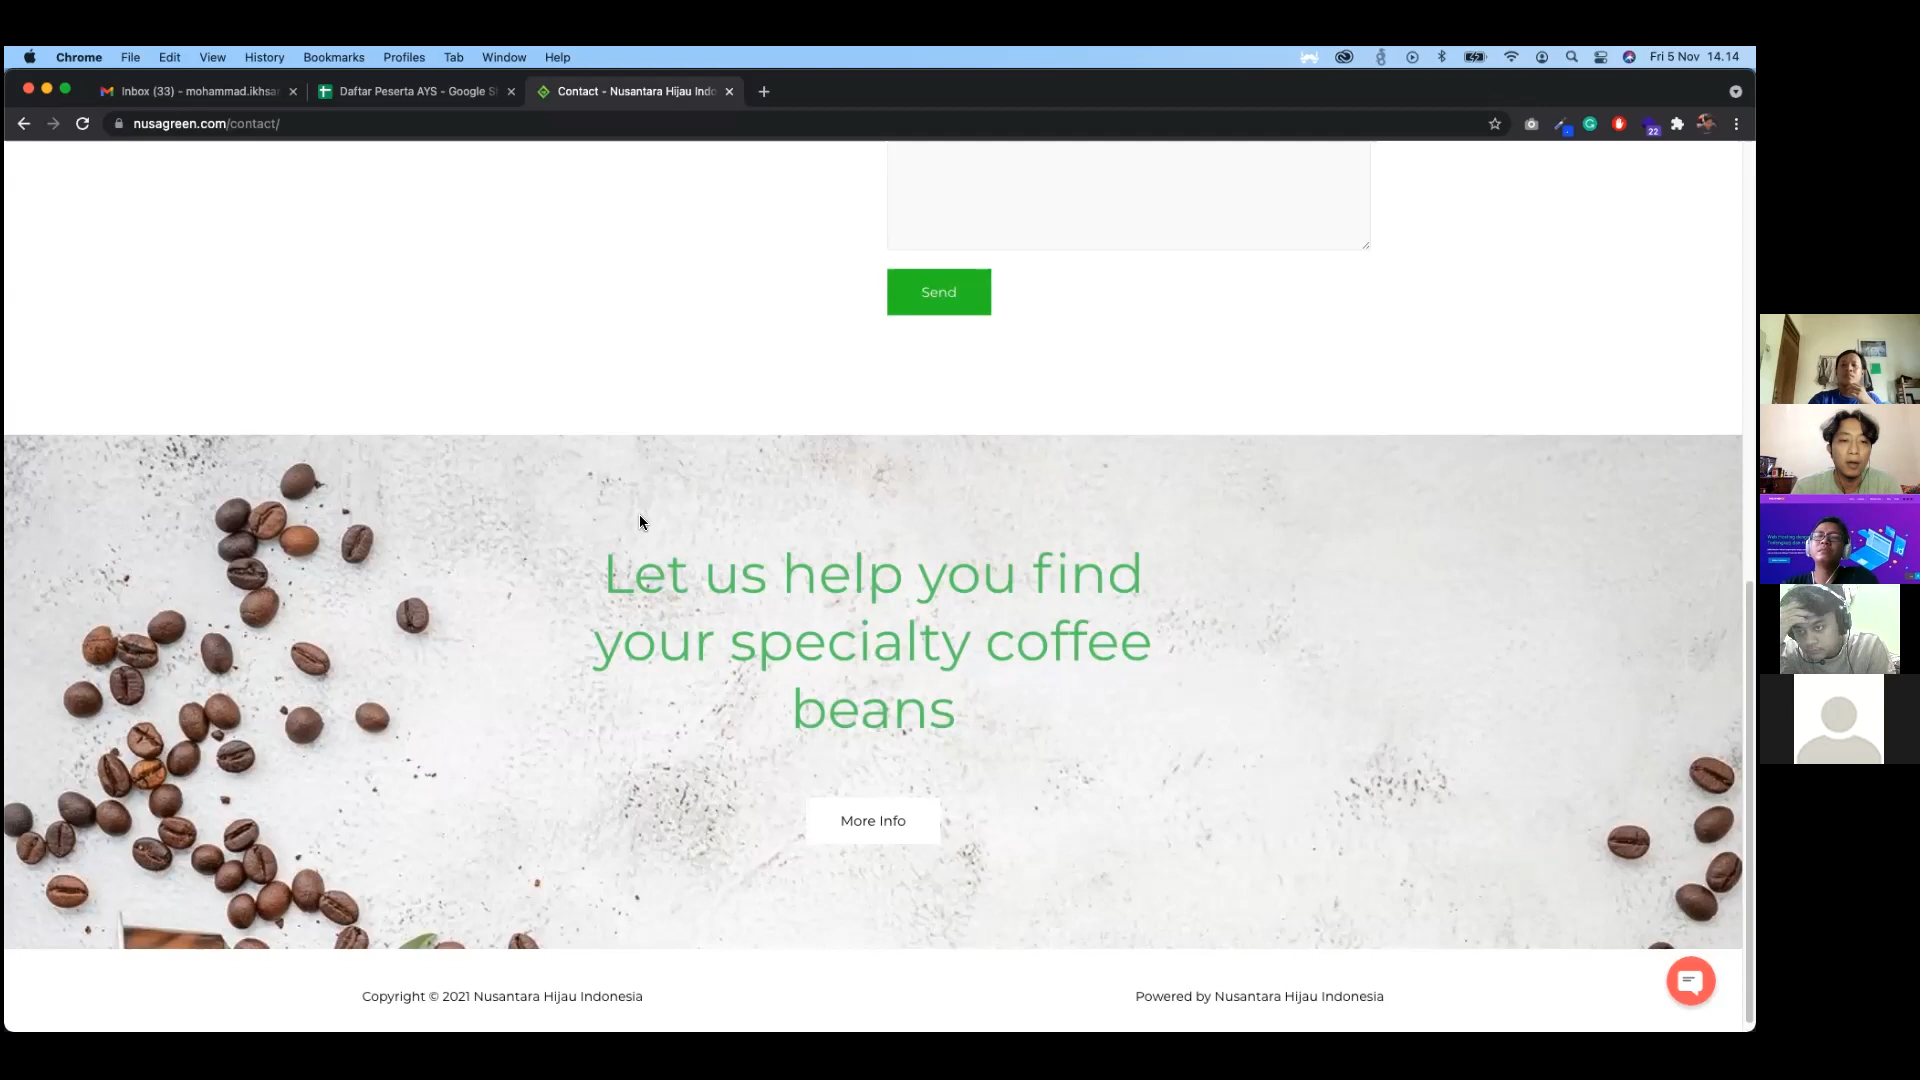 Chrome File Edit View History Bookmarks Profiles Tab Window Help Fri 5 Nov 14.14
Inbox (33) - mohammad.ikhsa Daftar Peserta AYS - Google S Contact - Nusantara Hijau Indo
nusagreen.com/contact/ 22
Send
Let us help you find
your specialty coffee
beans
More Info
Copyright © 2021 Nusantara Hijau Indonesia Powered by Nusantara Hijau Indonesia